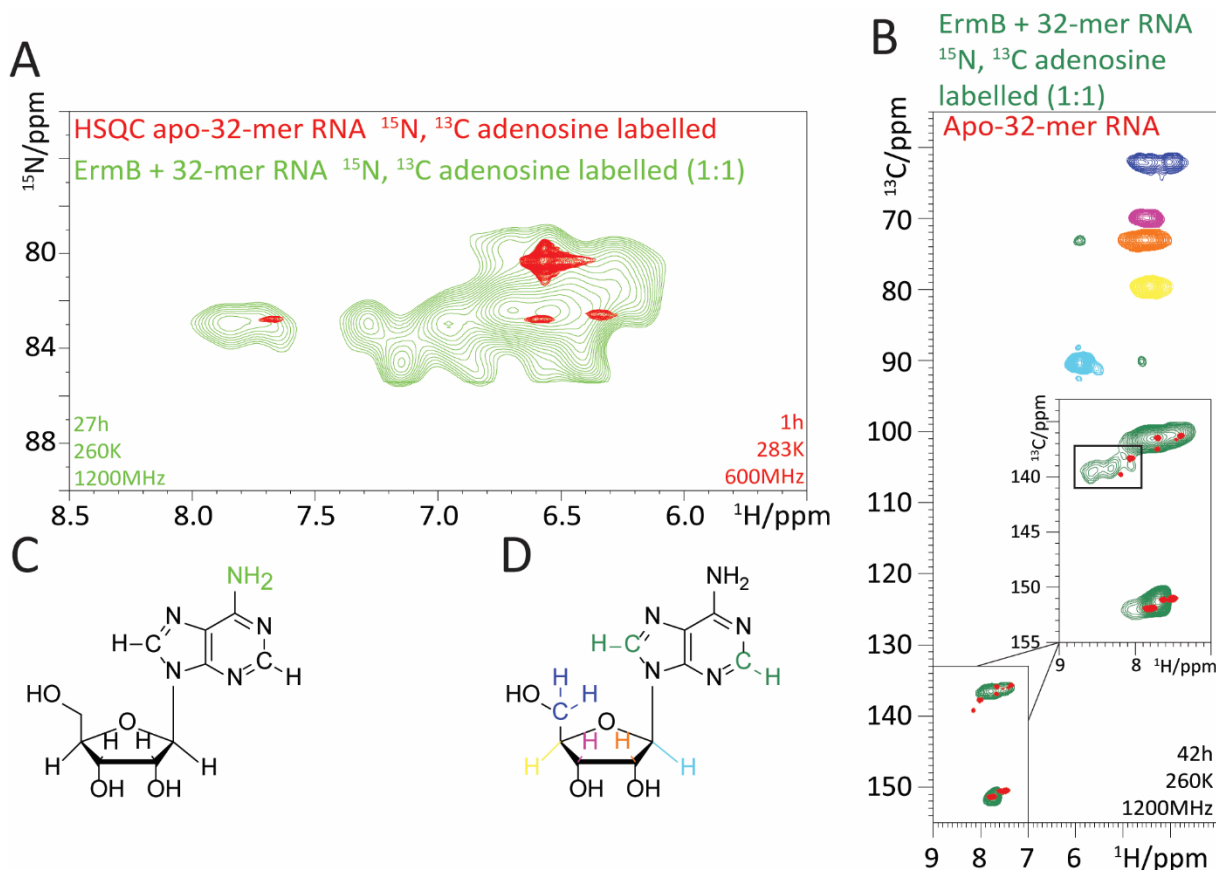 A
HSQC apo-32-mer RNA ¹⁵N, ¹³C adenosine labelled
ErmB + 32-mer RNA ¹⁵N, ¹³C adenosine labelled (1:1)
¹⁵N/ppm
80
84
88
27h
260K
1200MHz
1h
283K
600MHz
8.5
8.0
7.5
7.0
6.5
6.0
¹H/ppm
B
ErmB + 32-mer RNA
¹⁵N, ¹³C adenosine
labelled (1:1)
Apo-32-mer RNA
¹³C/ppm
70
80
90
100
110
120
130
140
150
¹³C/ppm
140
145
150
155
9
8
¹H/ppm
42h
260K
1200MHz
9
8
7
6
¹H/ppm
C
NH₂
N
N
H-C
N
N
H
HO
O
H
H
H
H
OH
OH
D
NH₂
N
N
H-C
N
N
C
H
H
HO
C
H
O
H
H
H
H
OH
OH